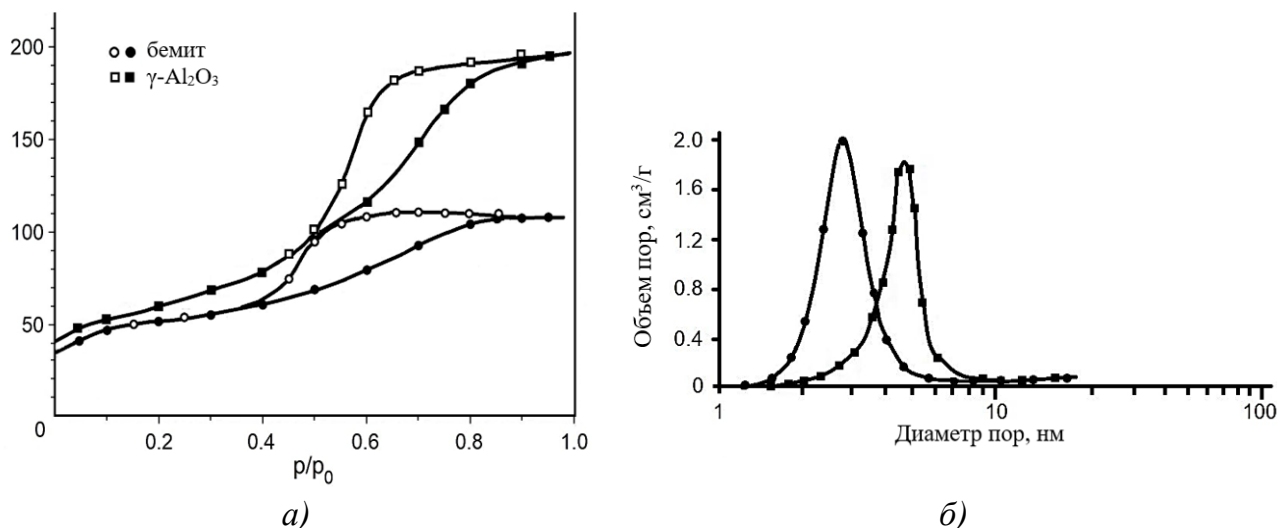 200
150
100
50
0
бемит
γ-Al₂O₃
0.2 0.4 0.6 0.8 1.0
p/p₀
а)
Объем пор, см³/г
2.0
1.6
1.2
0.8
0.4
0
1 10 100
Диаметр пор, нм
б)